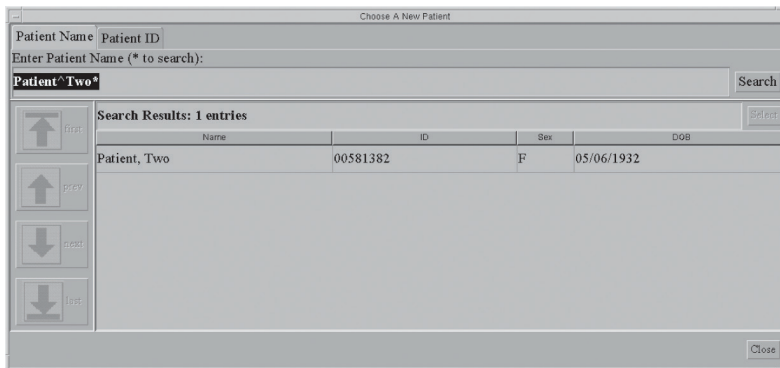 Choose A New Patient
Patient Name Patient ID
Enter Patient Name (* to search):
Patient^Two*
Search
first
Search Results: 1 entries
Select
Name ID Sex DOB
Patient, Two 00581382 F 05/06/1932
prev
next
last
Close